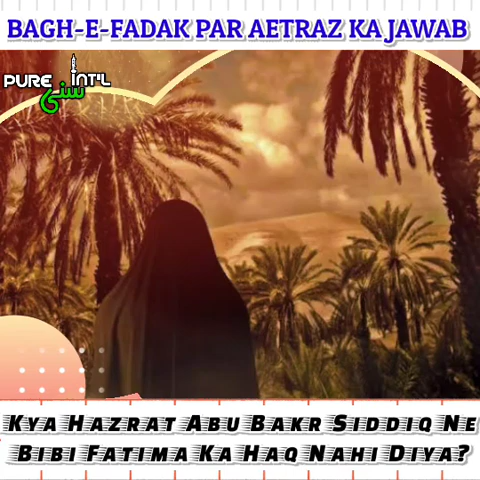 BAGH-E-FADAK PAR AETRAZ KA JAWAB
PURE سنی INT'L
Kya Hazrat Abu Bakr Siddiq Ne
Bibi Fatima Ka Haq Nahi Diya?